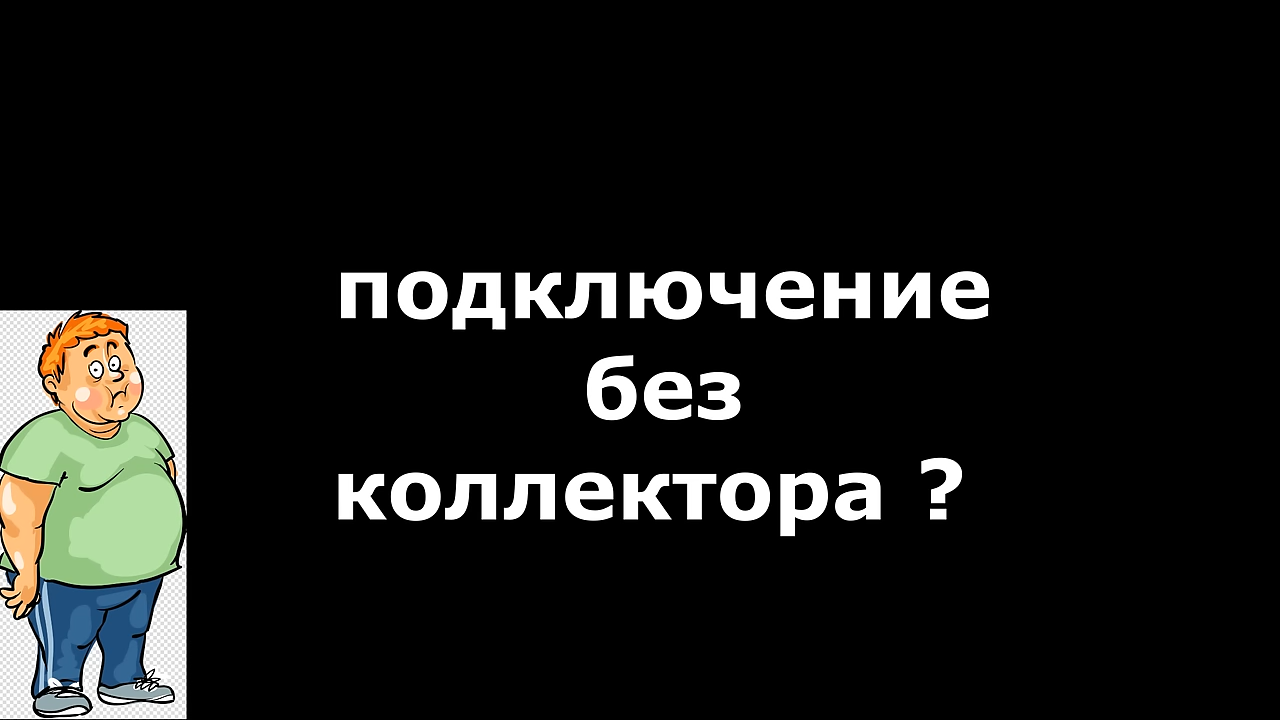 подключение
без
коллектора ?